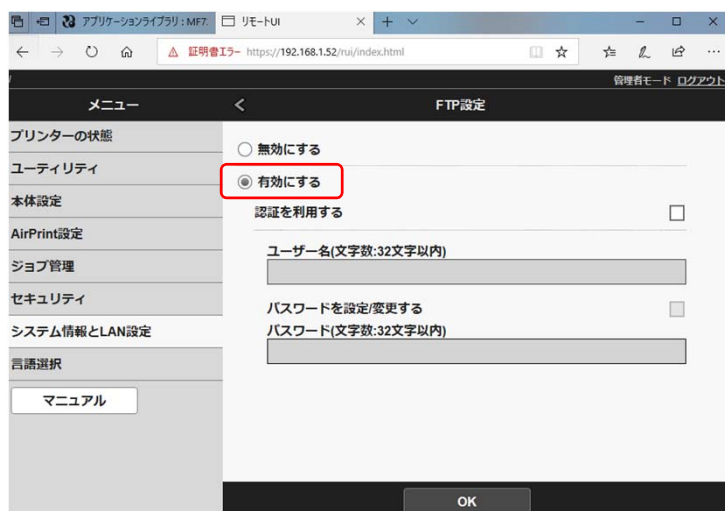 アプリケーションライブラリ : MF7:
リモートUI
証明書エラー https://192.168.1.52/rui/index.html
管理者モード ログアウト
メニュー
FTP設定
プリンターの状態
ユーティリティ
本体設定
AirPrint設定
ジョブ管理
セキュリティ
システム情報とLAN設定
言語選択
マニュアル
無効にする
有効にする
認証を利用する
ユーザー名(文字数:32文字以内)
パスワードを設定/変更する
パスワード(文字数:32文字以内)
OK